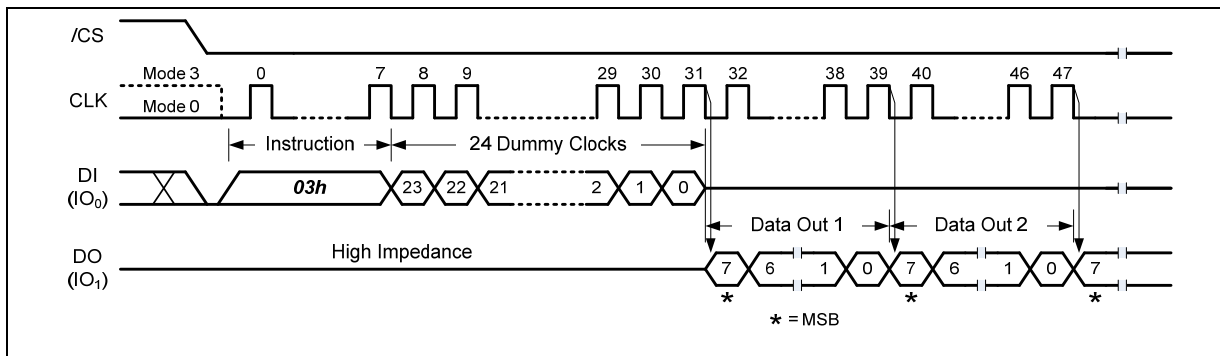 /CS
Mode 3 0 7 8 9 29 30 31 32 38 39 40 46 47
CLK
Mode 0
Instruction 24 Dummy Clocks
DI
(IO0)
03h 23 22 21 2 1 0
Data Out 1 Data Out 2
High Impedance
DO
(IO1)
7 6 1 0 7 6 1 0 7
* * *
* = MSB